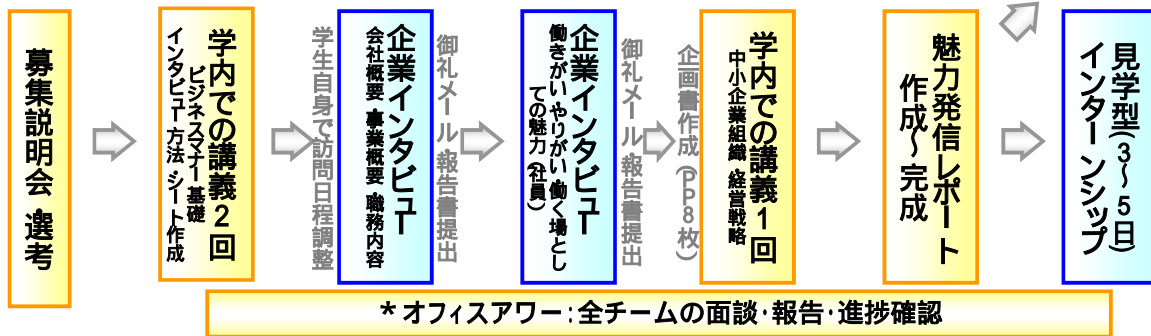 募集説明会・選考
学内での講義2回
ビジネスマナー基礎
インタビュー方法・シート作成
学生自身で訪問日程調整
企業インタビュー
会社概要・事業概要・職務内容
御礼メール・報告書提出
企業インタビュー
働きがい・やりがい・働く場とし
ての魅力(社員)
御礼メール・報告書提出
企画書作成(PP8枚)
学内での講義1回
中小企業組織・経営戦略
魅力発信レポート
作成~完成
見学型(3~5日)
インターンシップ
*オフィスアワー:全チームの面談・報告・進捗確認